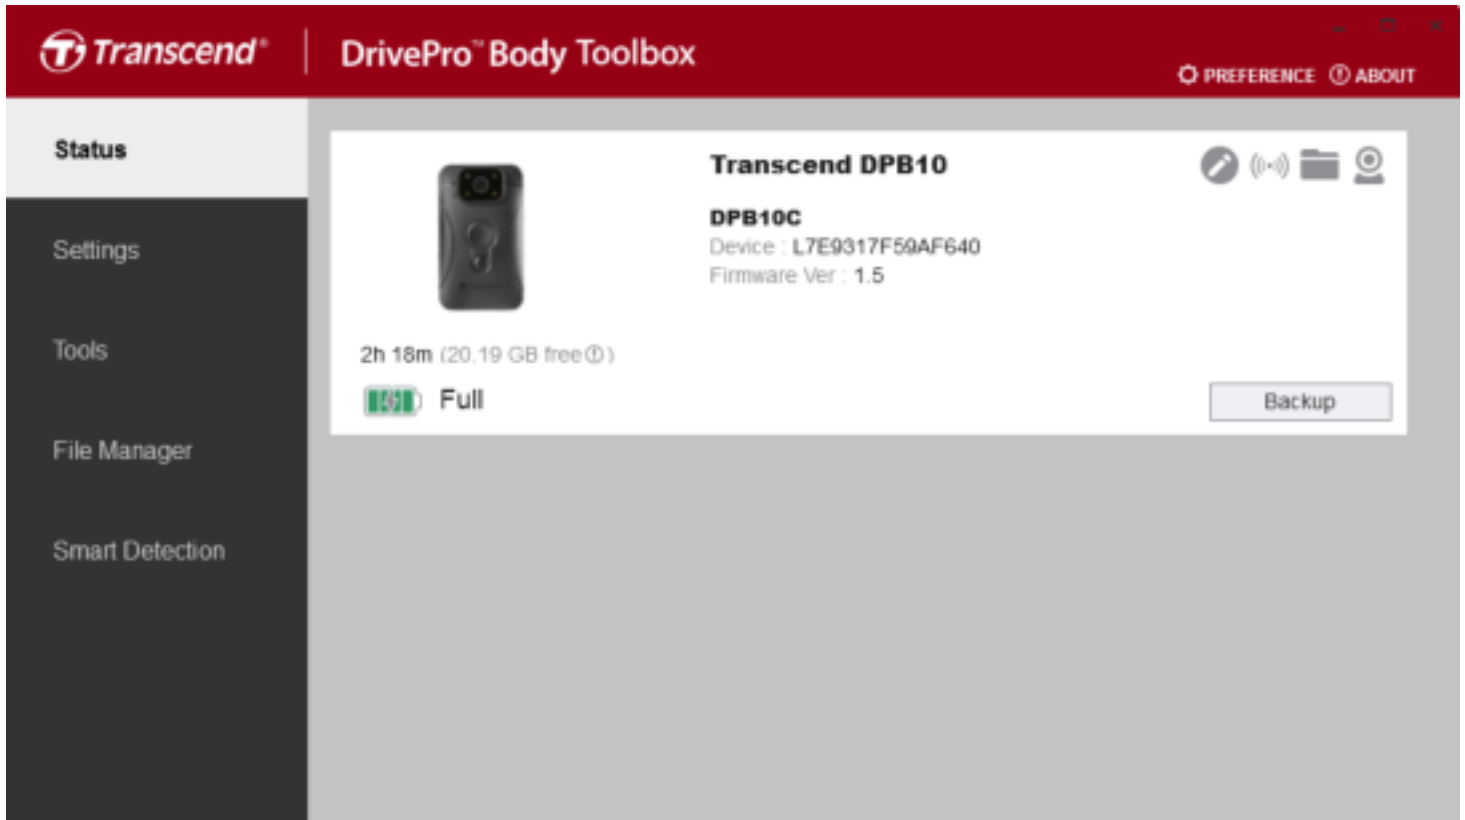 Transcend®
DrivePro™ Body Toolbox
PREFERENCE
ABOUT
Status
Settings
Tools
File Manager
Smart Detection
Transcend DPB10
DPB10C
Device : L7E9317F59AF640
Firmware Ver : 1.5
2h 18m (20.19 GB free)
Full
Backup